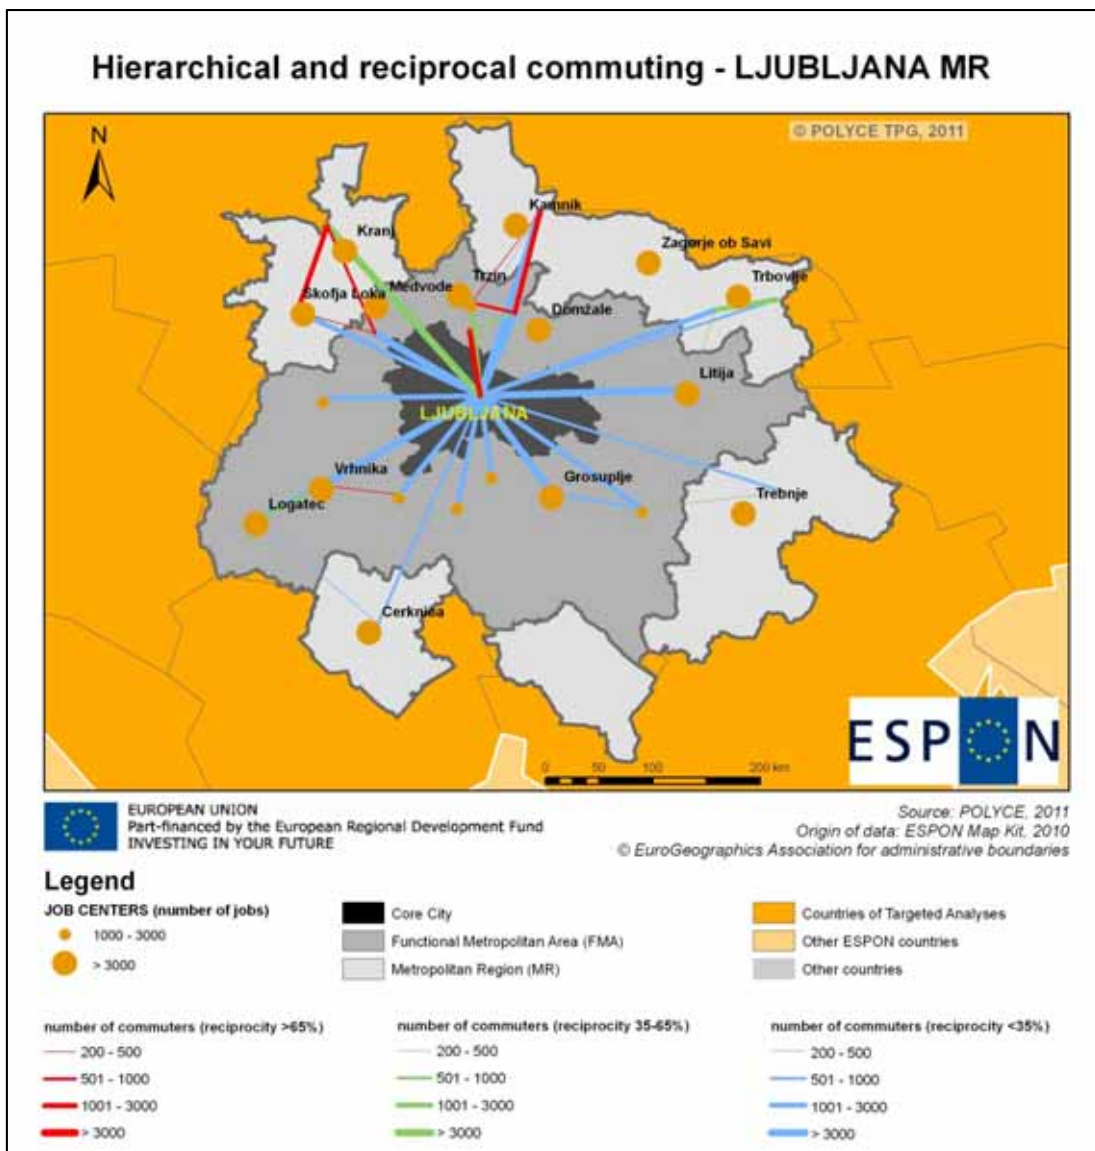 Hierarchical and reciprocal commuting - LJUBLJANA MR
N
© POLYCE TPG, 2011
Kamnik
Kranj
Zagorje ob Savi
Trzin
Trbovlje
Medvode
Škofja Loka
Domžale
Litija
LJUBLJANA
Vrhnika
Grosuplje
Logatec
Trebnje
Cerknica
ESPON
0 50 100 200 km
EUROPEAN UNION
Part-financed by the European Regional Development Fund
INVESTING IN YOUR FUTURE
Source: POLYCE, 2011
Origin of data: ESPON Map Kit, 2010
© EuroGeographics Association for administrative boundaries
Legend
JOB CENTERS (number of jobs)
1000 - 3000
> 3000
Core City
Functional Metropolitan Area (FMA)
Metropolitan Region (MR)
Countries of Targeted Analyses
Other ESPON countries
Other countries
number of commuters (reciprocity >65%)
200 - 500
501 - 1000
1001 - 3000
> 3000
number of commuters (reciprocity 35-65%)
200 - 500
501 - 1000
1001 - 3000
> 3000
number of commuters (reciprocity <35%)
200 - 500
501 - 1000
1001 - 3000
> 3000